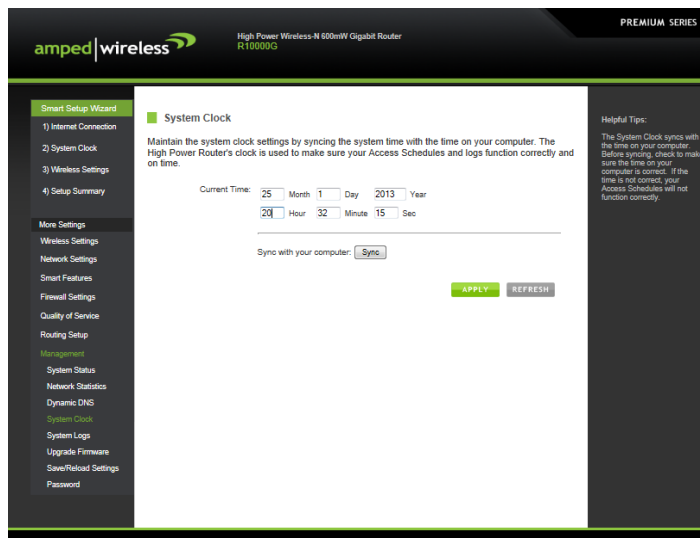 PREMIUM SERIES
amped wireless
High Power Wireless-N 600mW Gigabit Router
R10000G
Smart Setup Wizard
1) Internet Connection
2) System Clock
3) Wireless Settings
4) Setup Summary
More Settings
Wireless Settings
Network Settings
Smart Features
Firewall Settings
Quality of Service
Routing Setup
Management
System Status
Network Statistics
Dynamic DNS
System Clock
System Logs
Upgrade Firmware
Save/Reload Settings
Password
System Clock
Maintain the system clock settings by syncing the system time with the time on your computer. The
High Power Router's clock is used to make sure your Access Schedules and logs function correctly and
on time.
Current Time: 25 Month 1 Day 2013 Year
20 Hour 32 Minute 15 Sec
Sync with your computer: Sync
APPLY REFRESH
Helpful Tips:
The System Clock syncs with
the time on your computer.
Before syncing, check to make
sure the time on your
computer is correct. If the
time is not correct, your
Access Schedules will not
function correctly.